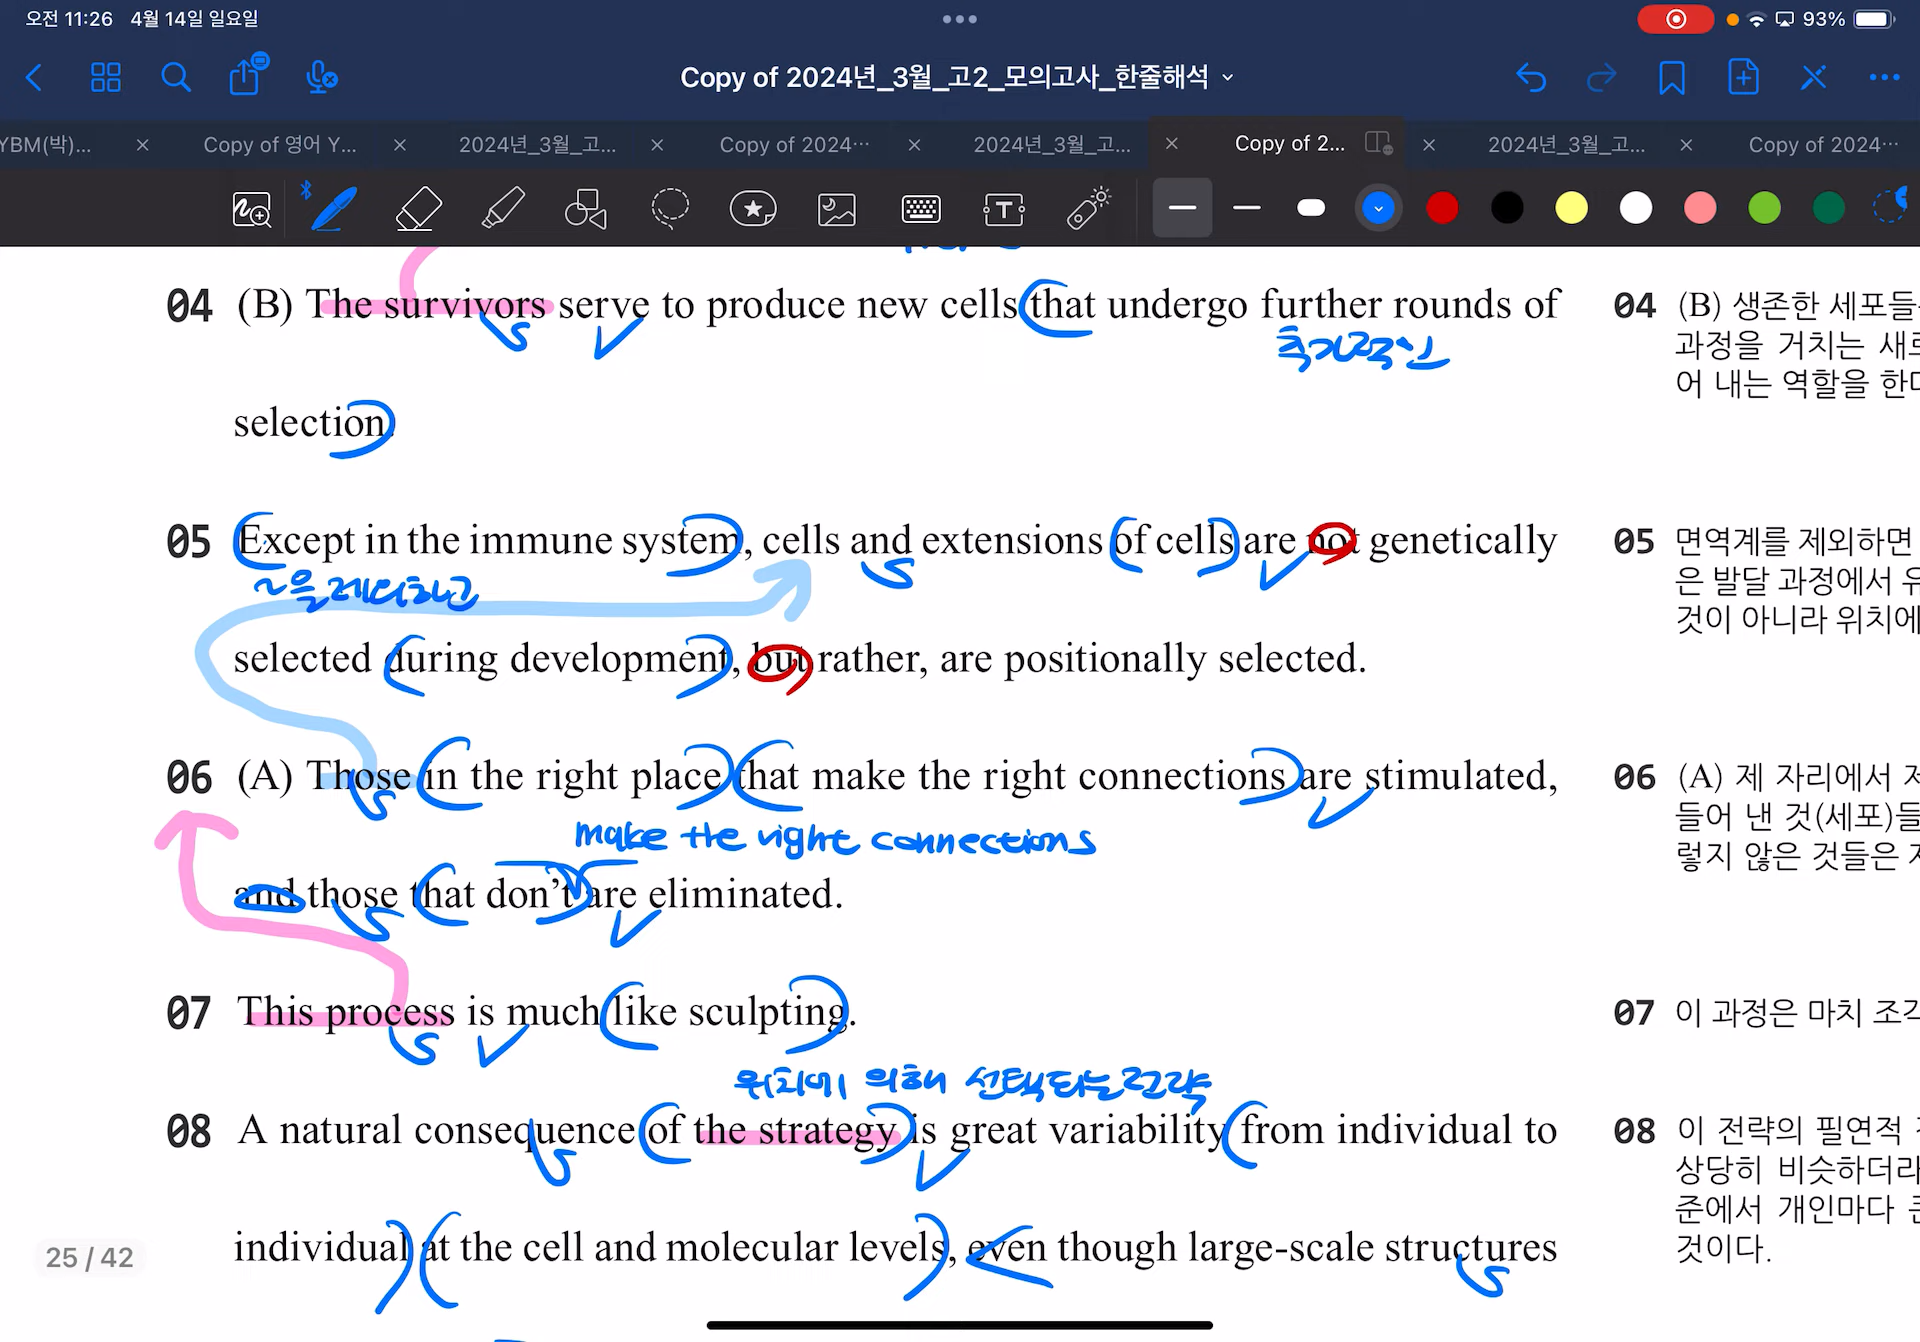 오전 11:26 4월 14일 일요일
93%
Copy of 2024년_3월_고2_모의고사_한줄해석
YBM(박)...
Copy of 영어 Y...
2024년_3월_고...
Copy of 2024...
2024년_3월_고...
Copy of 2...
2024년_3월_고...
Copy of 2024...
04 (B) The survivors serve to produce new cells that undergo further rounds of
추가적인
selection.
05 Except in the immune system, cells and extensions of cells are not genetically
~을 제외하고
selected during development, but rather, are positionally selected.
06 (A) Those in the right place that make the right connections are stimulated,
make the right connections
and those that don't are eliminated.
07 This process is much like sculpting.
위치에 의해 선택되는 전략
08 A natural consequence of the strategy is great variability from individual to
individual at the cell and molecular levels, even though large-scale structures
04 (B) 생존한 세포들
과정을 거치는 새로
어 내는 역할을 한
05 면역계를 제외하면
은 발달 과정에서 유
것이 아니라 위치에
06 (A) 제 자리에서 제
들어 낸 것(세포)들
렇지 않은 것들은
07 이 과정은 마치 조각
08 이 전략의 필연적
상당히 비슷하더라
준에서 개인마다 큰
것이다.
25 / 42